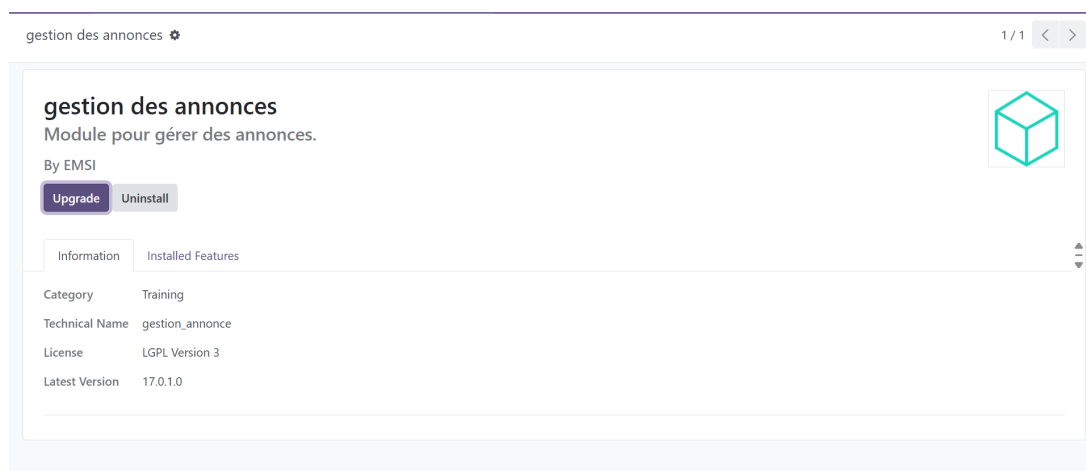 gestion des annonces
1 / 1
gestion des annonces
Module pour gérer des annonces.
By EMSI
Upgrade Uninstall
Information Installed Features
Category Training
Technical Name gestion_annonce
License LGPL Version 3
Latest Version 17.0.1.0